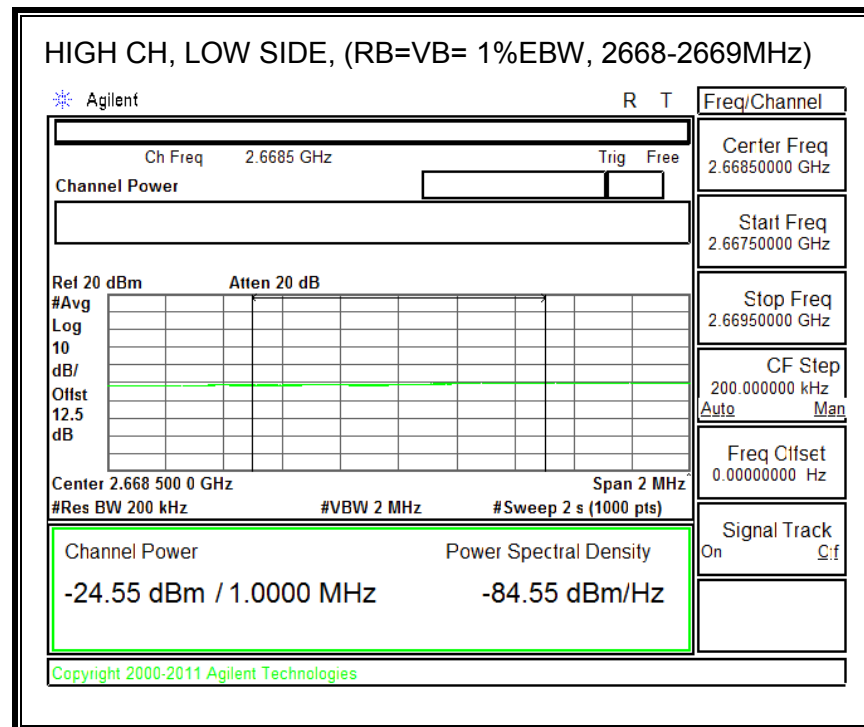 HIGH CH, LOW SIDE, (RB=VB= 1%EBW, 2668-2669MHz)
Agilent R T
Freq/Channel
Ch Freq 2.6685 GHz Trig Free
Channel Power
Center Freq
2.66850000 GHz
Start Freq
2.66750000 GHz
Stop Freq
2.66950000 GHz
CF Step
200.000000 kHz
Auto Man
Freq Offset
0.00000000 Hz
Signal Track
On Off
Ref 20 dBm Atten 20 dB
#Avg
Log
10
dB/
Offst
12.5
dB
Center 2.668 500 0 GHz Span 2 MHz^
#Res BW 200 kHz #VBW 2 MHz #Sweep 2 s (1000 pts)
Channel Power Power Spectral Density
-24.55 dBm / 1.0000 MHz -84.55 dBm/Hz
Copyright 2000-2011 Agilent Technologies